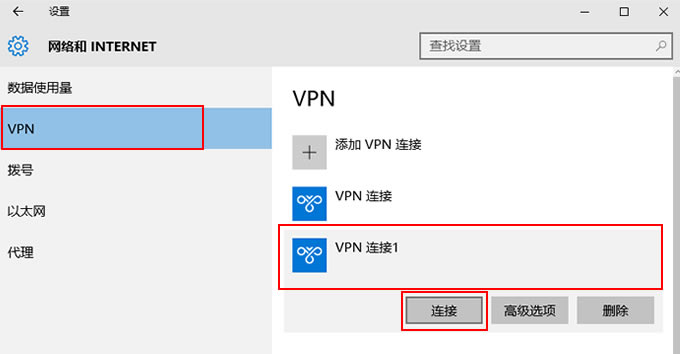 设置
网络和 INTERNET
查找设置
数据使用量
VPN
拨号
以太网
代理
VPN
添加 VPN 连接
VPN 连接
VPN 连接1
连接
高级选项
删除